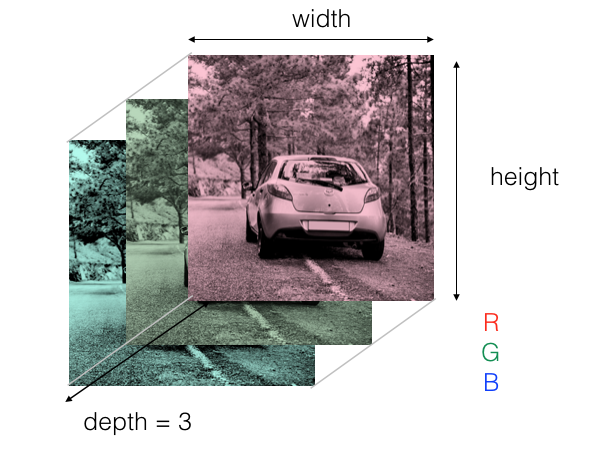 width
height
R
G
B
depth = 3